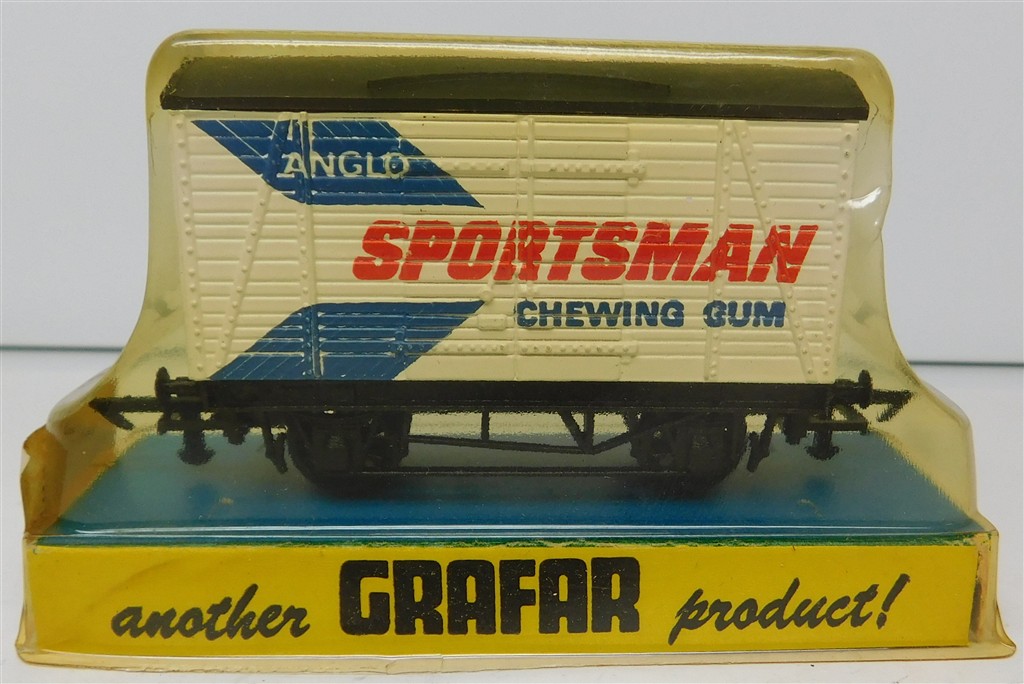 ANGLO
SPORTSMAN
CHEWING GUM
another GRAFAR product!